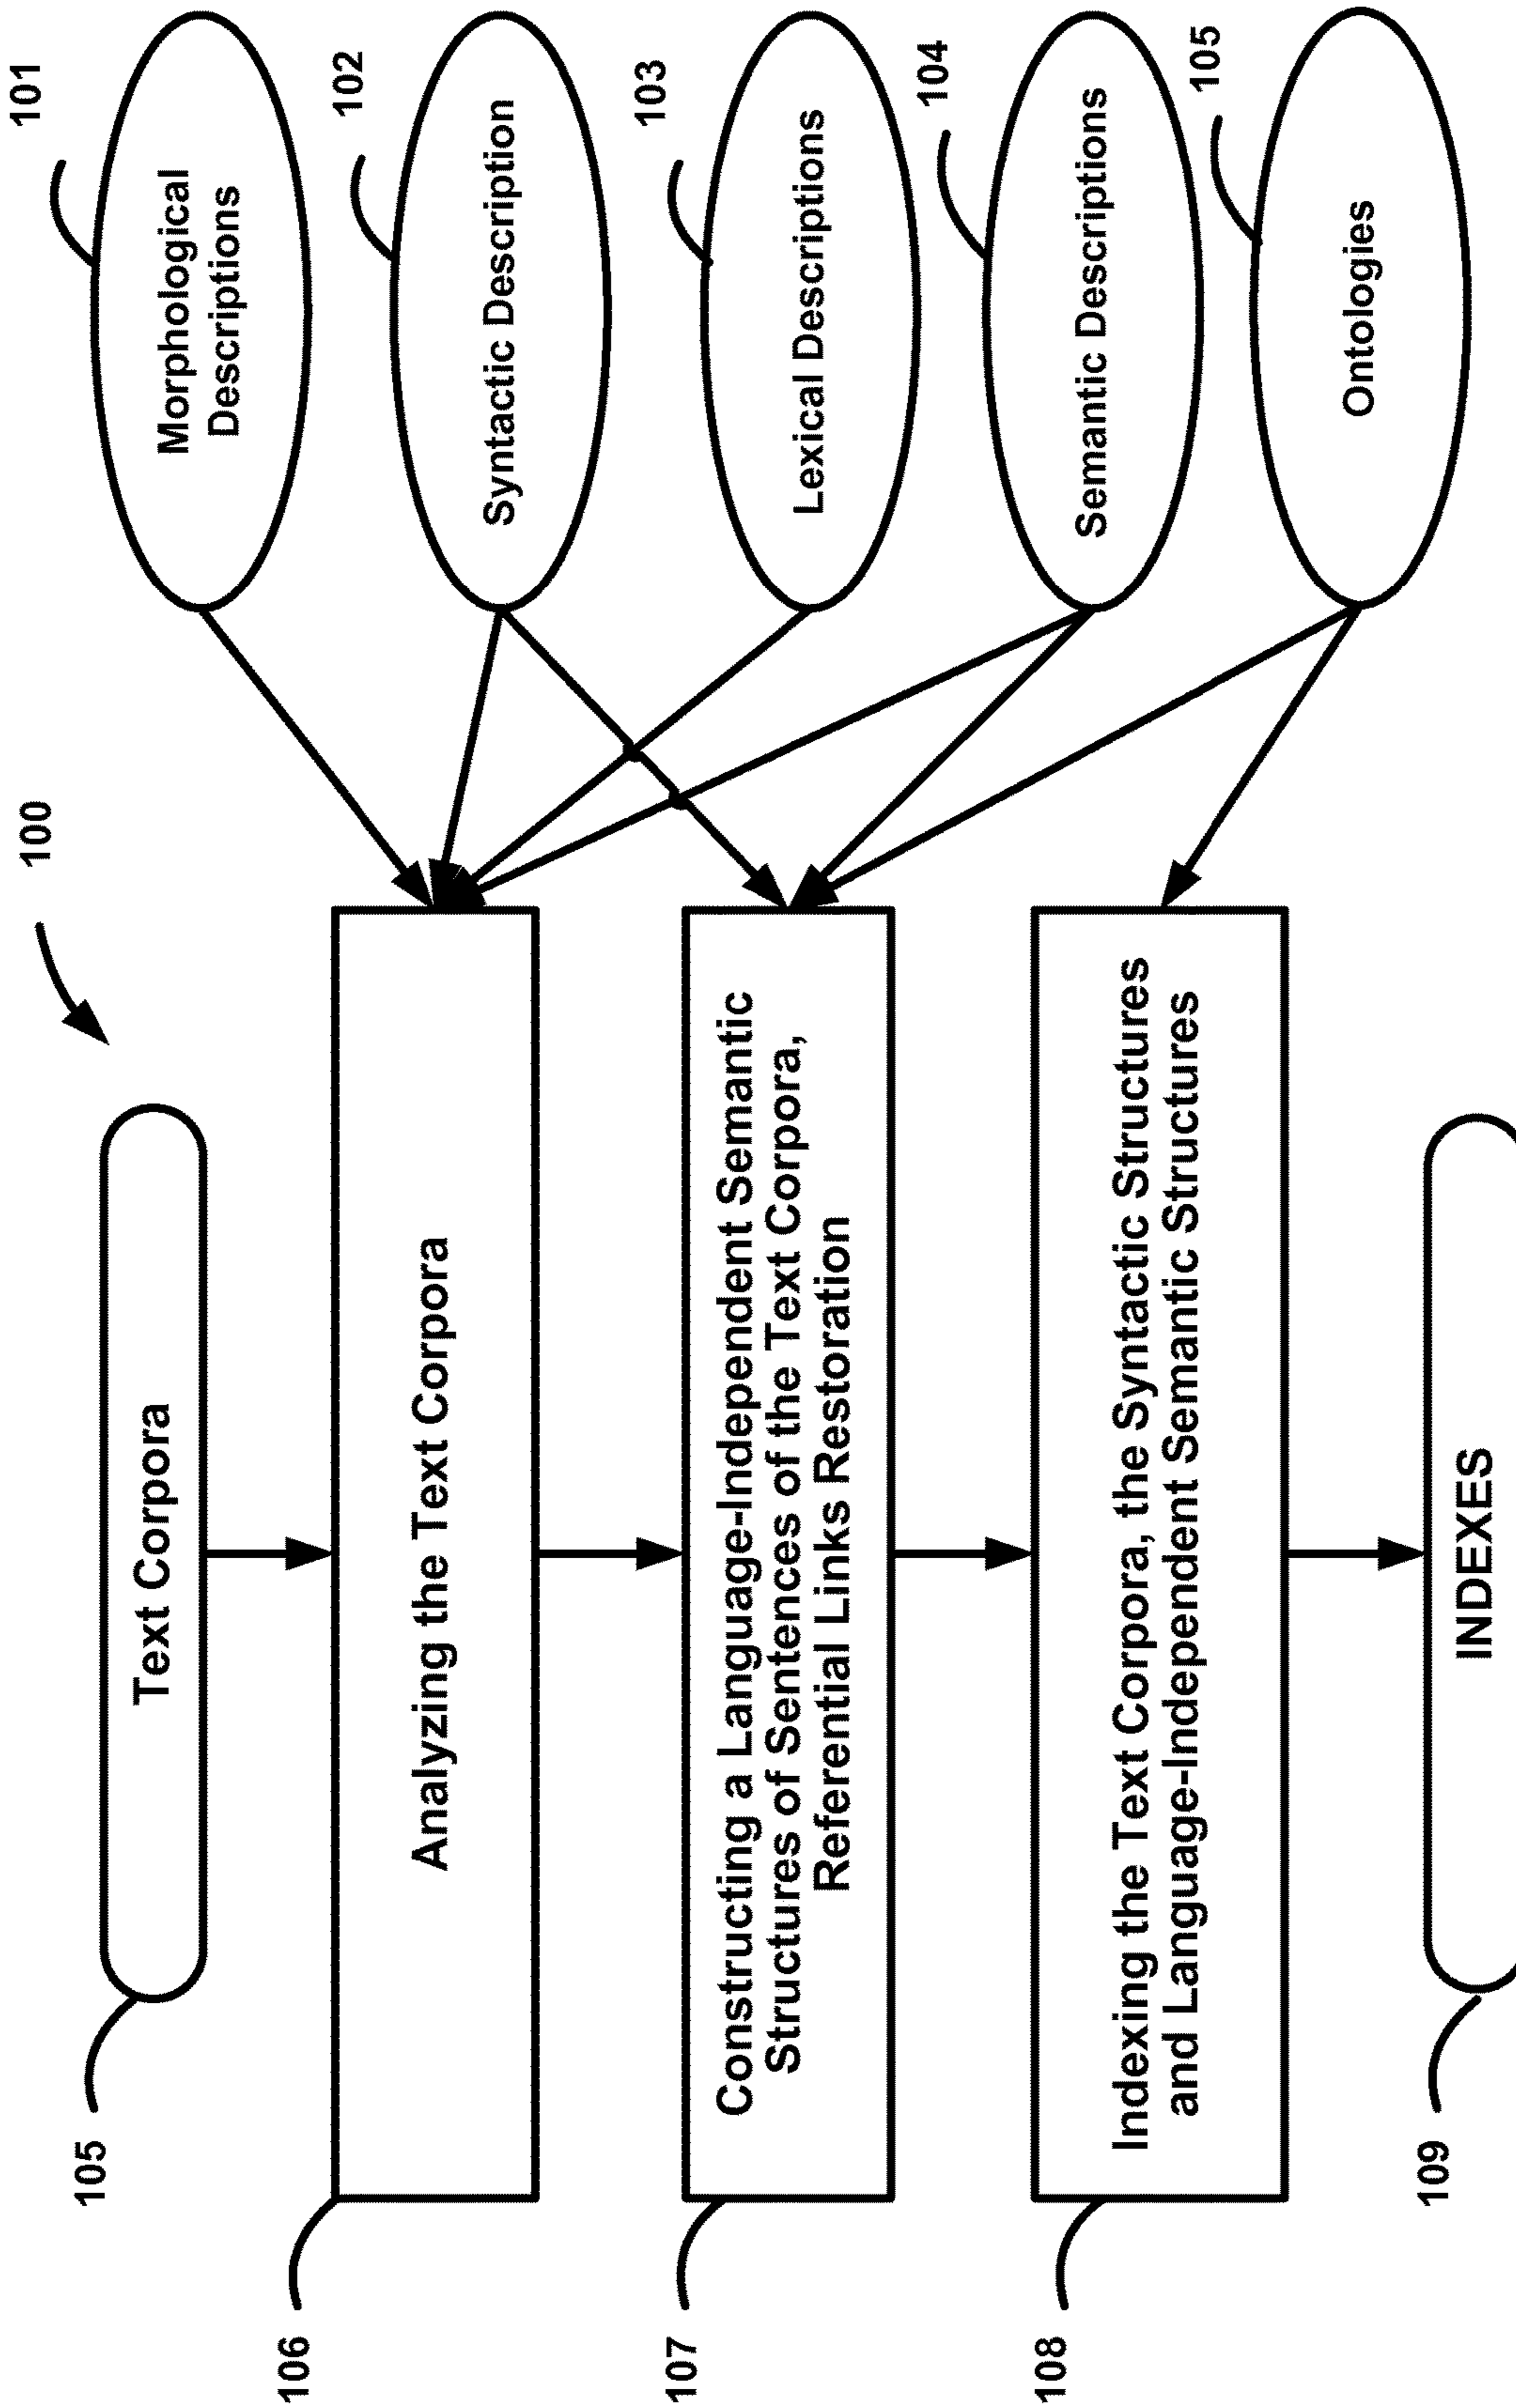 100
105
Text Corpora
106
Analyzing the Text Corpora
107
Constructing a Language-Independent Semantic
Structures of Sentences of the Text Corpora,
Referential Links Restoration
108
Indexing the Text Corpora, the Syntactic Structures
and Language-Independent Semantic Structures
109
INDEXES
101
Morphological
Descriptions
102
Syntactic Description
103
Lexical Descriptions
104
Semantic Descriptions
105
Ontologies